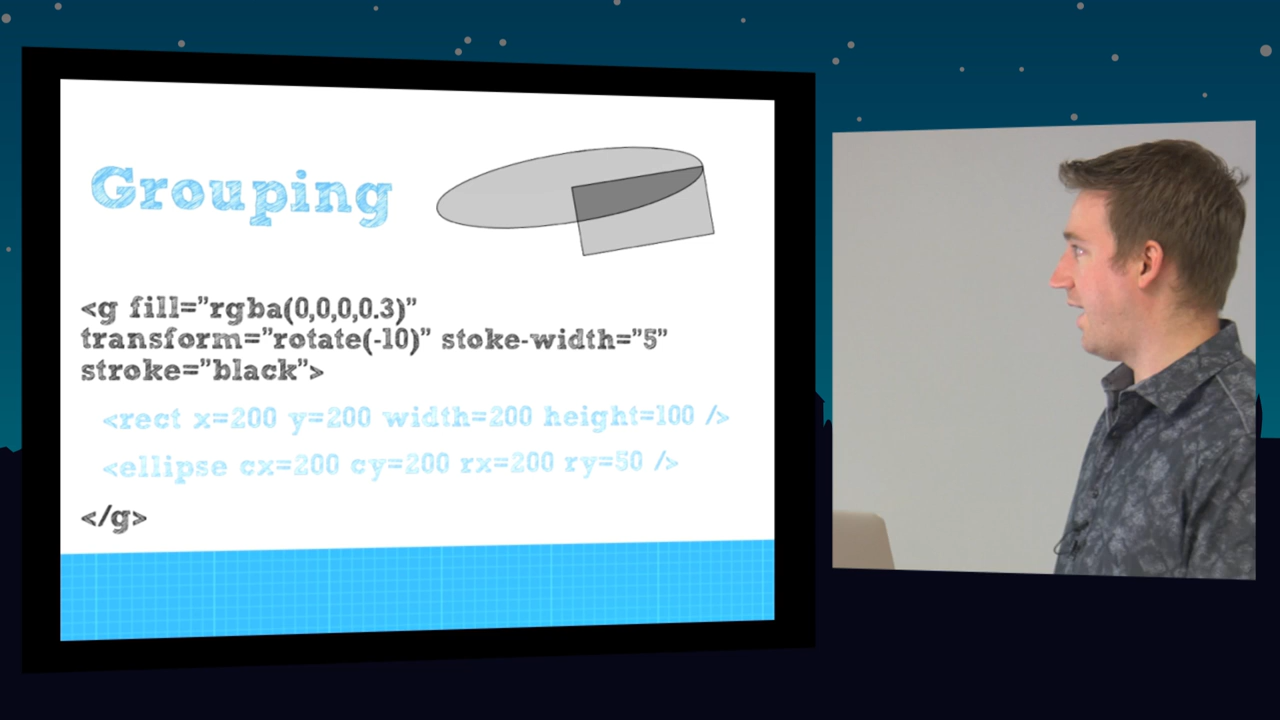 Grouping
<g fill=”rgba(0,0,0,0.3)”
transform=”rotate(-10)” stoke-width=”5”
stroke=”black”>
<rect x=200 y=200 width=200 height=100 />
<ellipse cx=200 cy=200 rx=200 ry=50 />
</g>